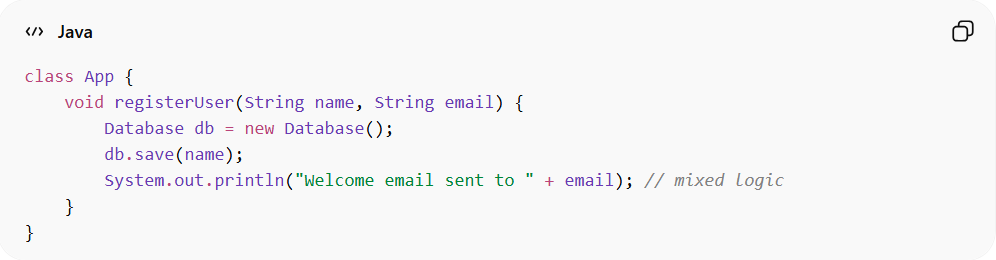 </> Java
class App {
    void registerUser(String name, String email) {
        Database db = new Database();
        db.save(name);
        System.out.println("Welcome email sent to " + email); // mixed logic
    }
}